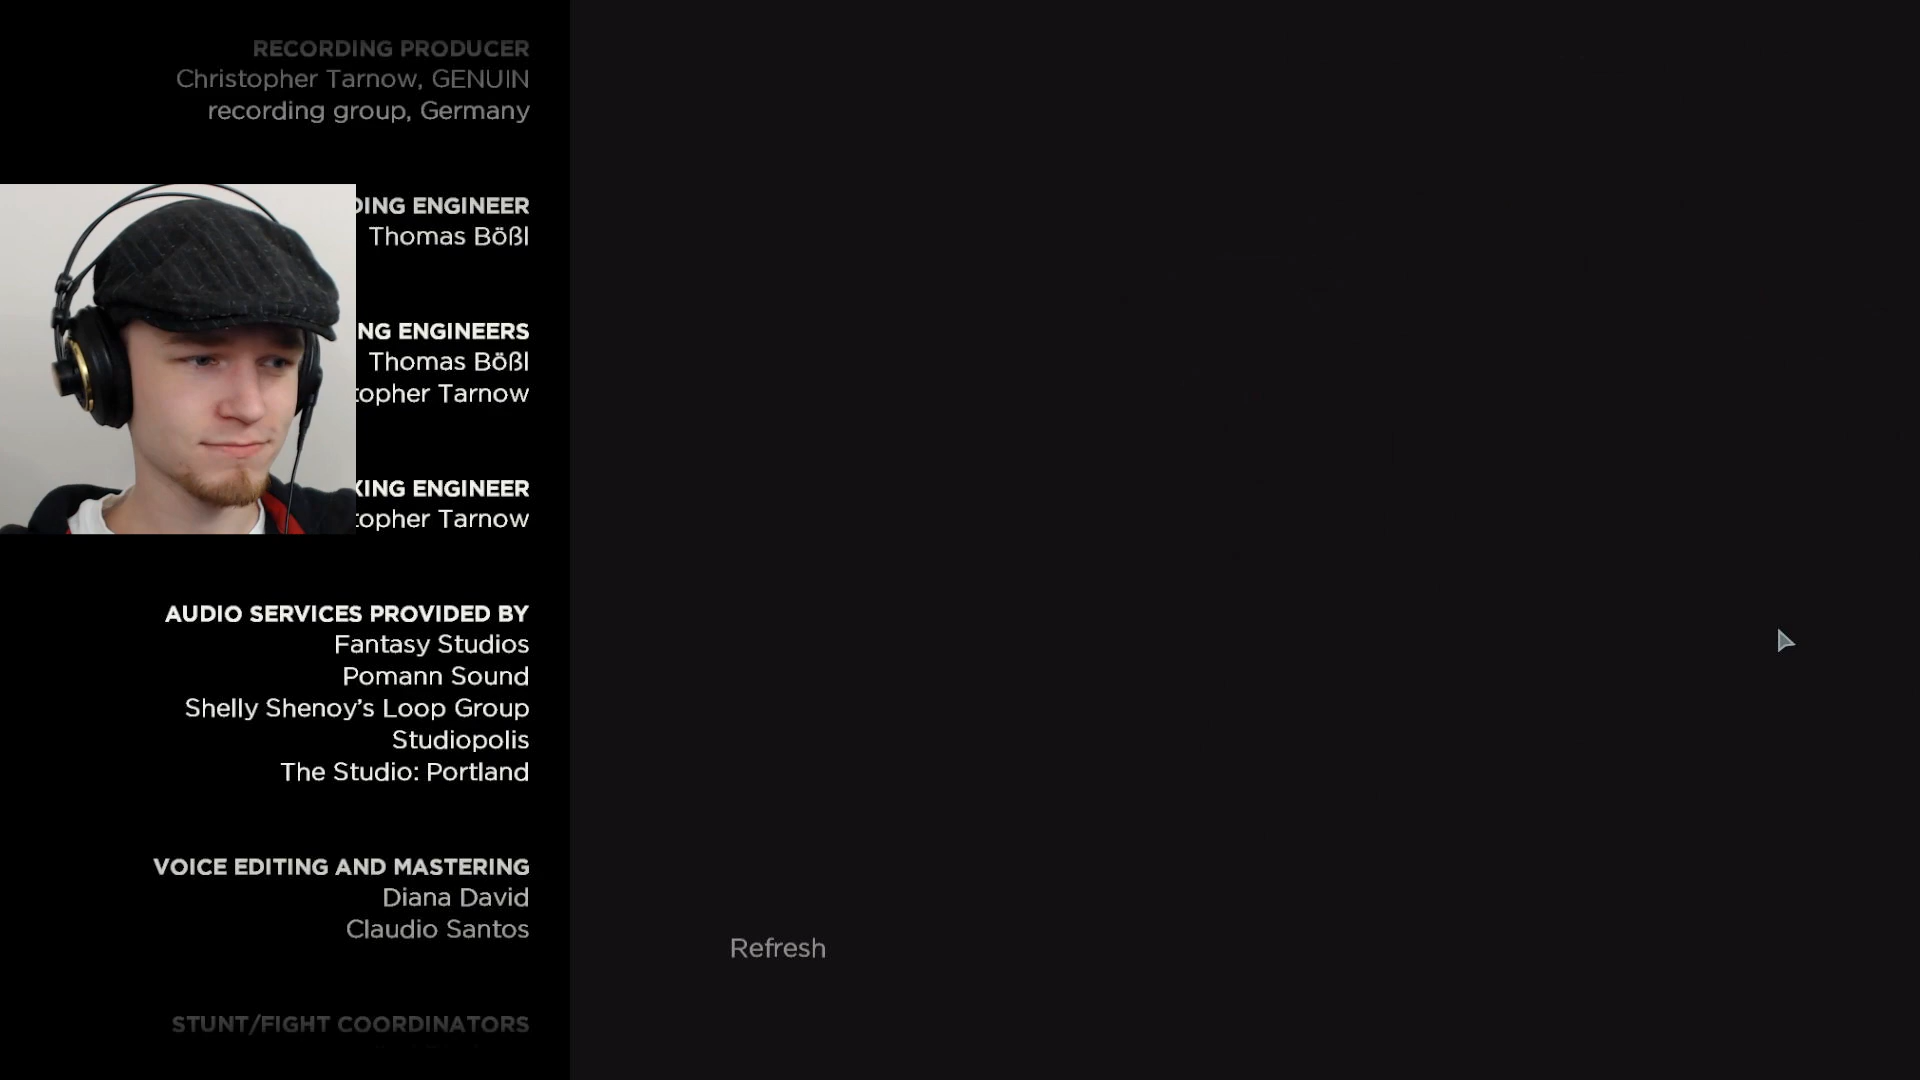 RECORDING PRODUCER
Christopher Tarnow, GENUIN
recording group, Germany
DING ENGINEER
Thomas Bößl
NG ENGINEERS
Thomas Bößl
topher Tarnow
KING ENGINEER
topher Tarnow
AUDIO SERVICES PROVIDED BY
Fantasy Studios
Pomann Sound
Shelly Shenoy’s Loop Group
Studiopolis
The Studio: Portland
VOICE EDITING AND MASTERING
Diana David
Claudio Santos
Refresh
STUNT/FIGHT COORDINATORS